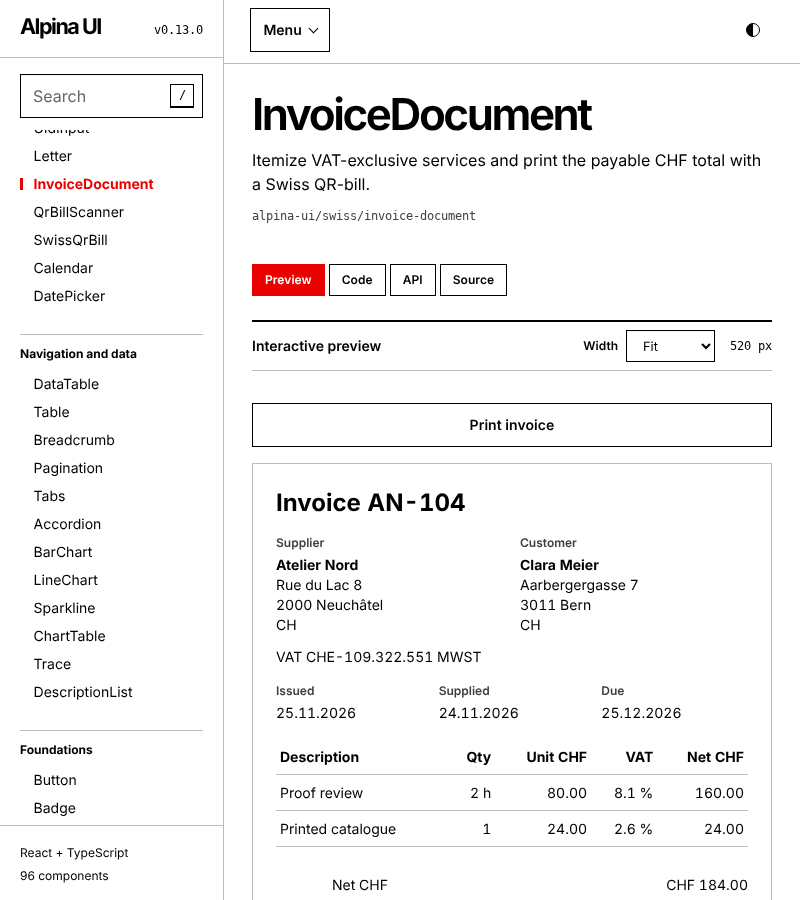 Alpina UI
v0.13.0
Search
/
Letter
InvoiceDocument
QrBillScanner
SwissQrBill
Calendar
DatePicker
Navigation and data
DataTable
Table
Breadcrumb
Pagination
Tabs
Accordion
BarChart
LineChart
Sparkline
ChartTable
Trace
DescriptionList
Foundations
Button
Badge
React + TypeScript
96 components
Menu
InvoiceDocument
Itemize VAT-exclusive services and print the payable CHF total with
a Swiss QR-bill.
alpina-ui/swiss/invoice-document
Preview Code API Source
Interactive preview Width Fit 520 px
Print invoice
Invoice AN-104
Supplier Customer
Atelier Nord Clara Meier
Rue du Lac 8 Aarbergergasse 7
2000 Neuchâtel 3011 Bern
CH CH
VAT CHE-109.322.551 MWST
Issued Supplied Due
25.11.2026 24.11.2026 25.12.2026
Description Qty Unit CHF VAT Net CHF
Proof review 2 h 80.00 8.1 % 160.00
Printed catalogue 1 24.00 2.6 % 24.00
Net CHF CHF 184.00